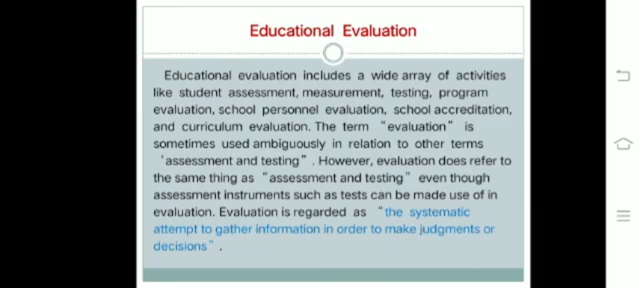 Educational Evaluation
Educational evaluation includes a wide array of activities
like student assessment, measurement, testing, program
evaluation, school personnel evaluation, school accreditation,
and curriculum evaluation. The term “evaluation” is
sometimes used ambiguously in relation to other terms
‘assessment and testing”. However, evaluation does refer to
the same thing as “assessment and testing” even though
assessment instruments such as tests can be made use of in
evaluation. Evaluation is regarded as “the systematic
attempt to gather information in order to make judgments or
decisions”.